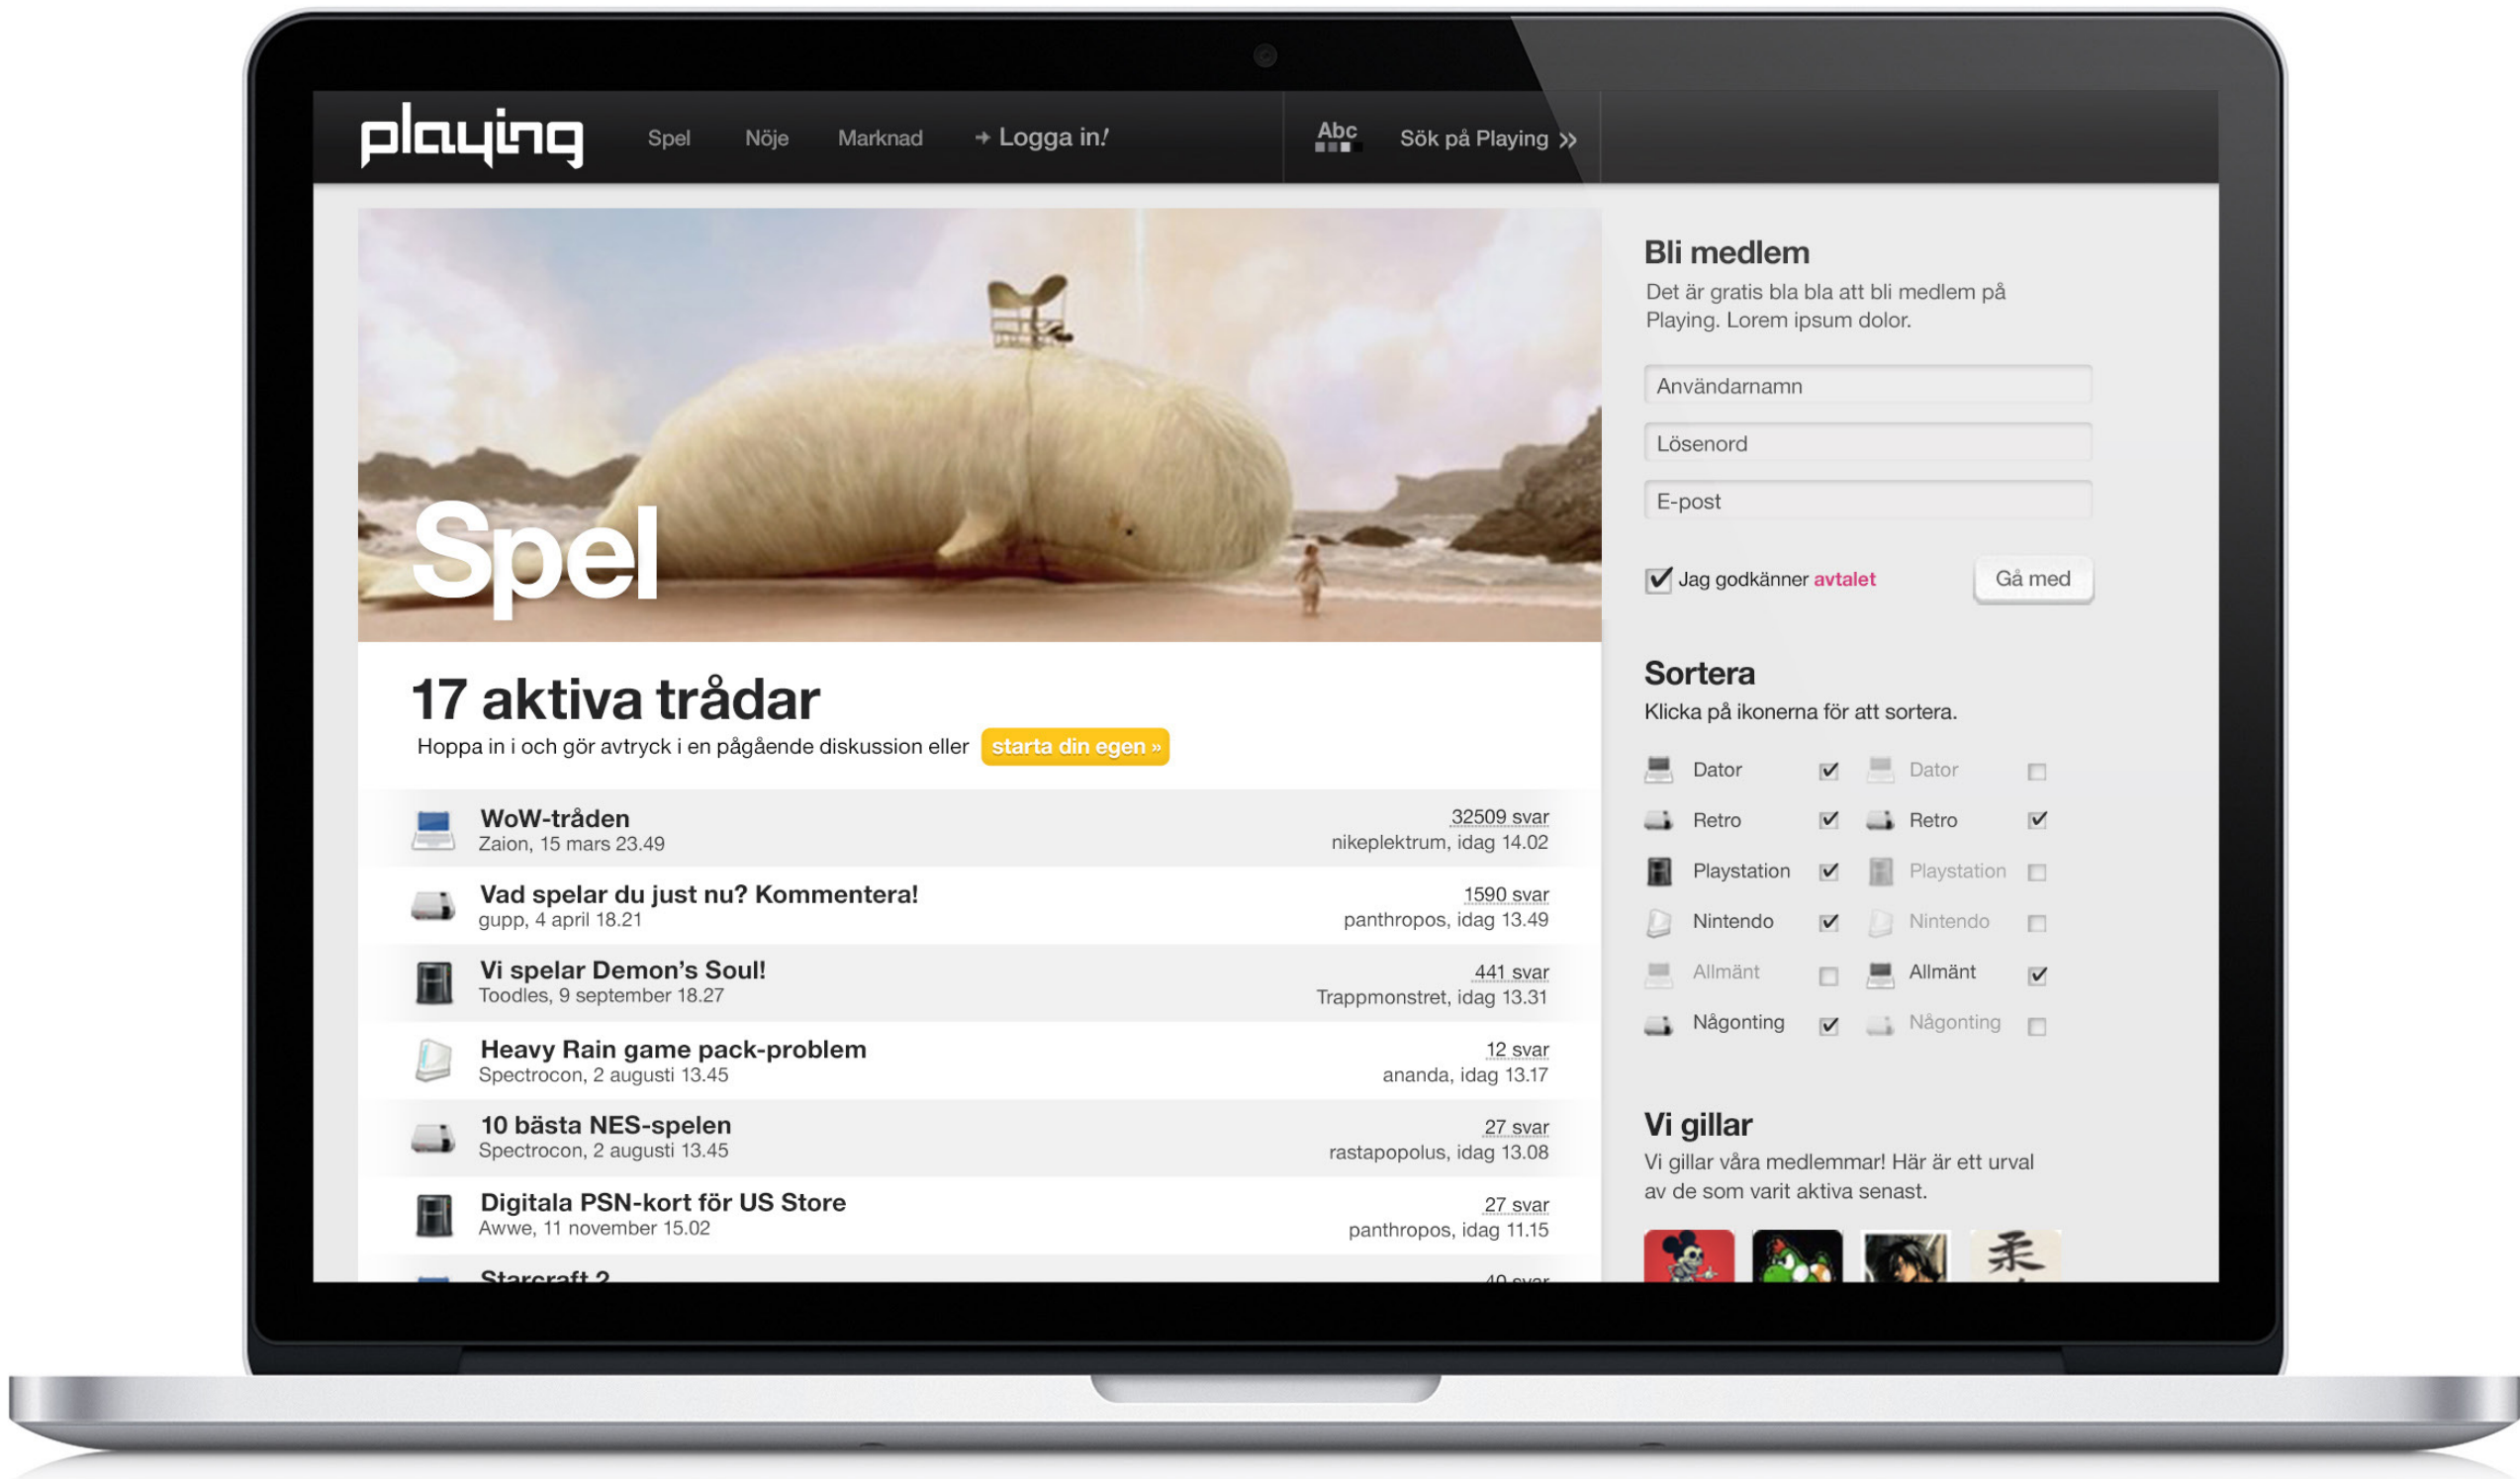 playing
Spel
Nöje
Marknad
→ Logga in!
Abc
Sök på Playing »
Spel
17 aktiva trådar
Hoppa in i och gör avtryck i en pågående diskussion eller starta din egen »
WoW-tråden
Zaion, 15 mars 23.49
32509 svar
nikeplektrum, idag 14.02
Vad spelar du just nu? Kommentera!
gupp, 4 april 18.21
1590 svar
panthropos, idag 13.49
Vi spelar Demon’s Soul!
Toodles, 9 september 18.27
441 svar
Trappmonstret, idag 13.31
Heavy Rain game pack-problem
Spectrocon, 2 augusti 13.45
12 svar
ananda, idag 13.17
10 bästa NES-spelen
Spectrocon, 2 augusti 13.45
27 svar
rastapopolus, idag 13.08
Digitala PSN-kort för US Store
Awwe, 11 november 15.02
27 svar
panthropos, idag 11.15
Starcraft 2
40 svar
Bli medlem
Det är gratis bla bla att bli medlem på
Playing. Lorem ipsum dolor.
Användarnamn
Lösenord
E-post
Jag godkänner avtalet
Gå med
Sortera
Klicka på ikonerna för att sortera.
Dator
Dator
Retro
Retro
Playstation
Playstation
Nintendo
Nintendo
Allmänt
Allmänt
Någonting
Någonting
Vi gillar
Vi gillar våra medlemmar! Här är ett urval
av de som varit aktiva senast.
柔